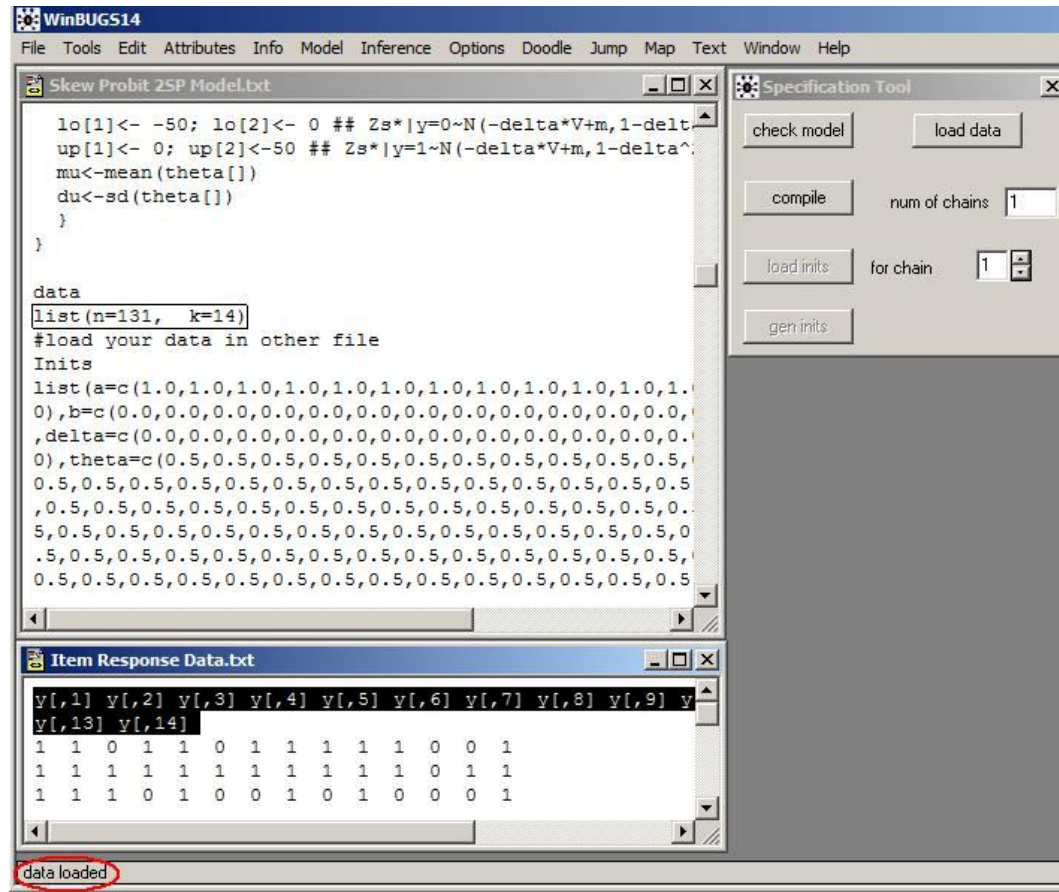 WinBUGS14
File Tools Edit Attributes Info Model Inference Options Doodle Jump Map Text Window Help
Skew Probit 2SP Model.txt
lo[1]<- -50; lo[2]<- 0 ## Zs*|y=0~N(-delta*V+m,1-delt
up[1]<- 0; up[2]<-50 ## Zs*|y=1~N(-delta*V+m,1-delta^
mu<-mean(theta[])
du<-sd(theta[])
}
}
data
list(n=131, k=14)
#load your data in other file
Inits
list(a=c(1.0,1.0,1.0,1.0,1.0,1.0,1.0,1.0,1.0,1.0,1.0,1.
0),b=c(0.0,0.0,0.0,0.0,0.0,0.0,0.0,0.0,0.0,0.0,0.0,
,delta=c(0.0,0.0,0.0,0.0,0.0,0.0,0.0,0.0,0.0,0.0,0.
0),theta=c(0.5,0.5,0.5,0.5,0.5,0.5,0.5,0.5,0.5,0.5,
0.5,0.5,0.5,0.5,0.5,0.5,0.5,0.5,0.5,0.5,0.5,0.5,0.5,0.5
,0.5,0.5,0.5,0.5,0.5,0.5,0.5,0.5,0.5,0.5,0.5,0.5,0.5,0.
5,0.5,0.5,0.5,0.5,0.5,0.5,0.5,0.5,0.5,0.5,0.5,0.5,0.5,0
.5,0.5,0.5,0.5,0.5,0.5,0.5,0.5,0.5,0.5,0.5,0.5,0.5,0.5,
0.5,0.5,0.5,0.5,0.5,0.5,0.5,0.5,0.5,0.5,0.5,0.5,0.5,0.5
Specification Tool
check model load data
compile num of chains 1
load inits for chain 1
gen inits
Item Response Data.txt
y[,1] y[,2] y[,3] y[,4] y[,5] y[,6] y[,7] y[,8] y[,9] y
y[,13] y[,14]
1 1 0 1 1 0 1 1 1 1 1 0 0 1
1 1 1 1 1 1 1 1 1 1 1 0 1 1
1 1 1 0 1 0 0 1 0 1 0 0 0 1
data loaded